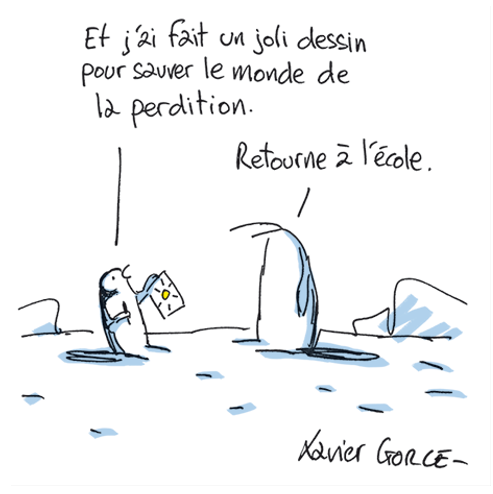 Et j'ai fait un joli dessin
pour sauver le monde de
la perdition.
Retourne à l'école.
Xavier GORCE